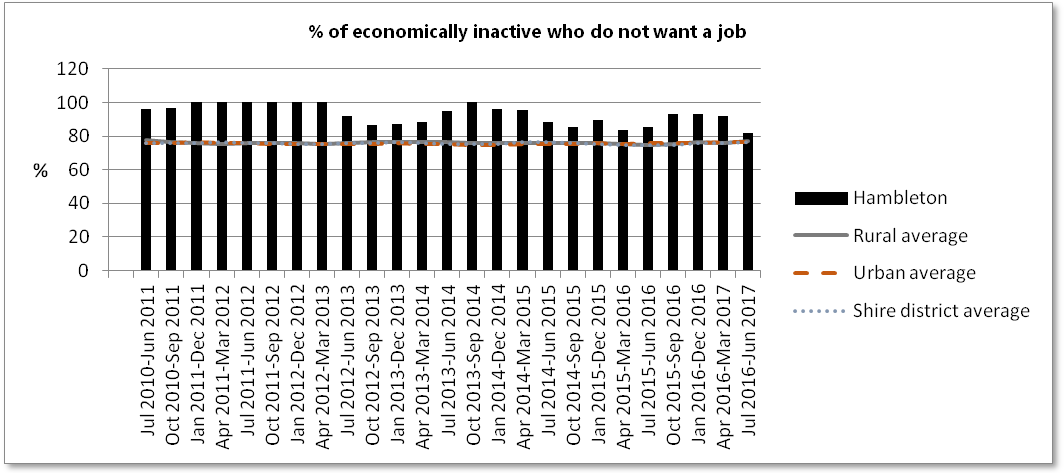 % of economically inactive who do not want a job
120
100
80
60
40
20
0
%
Jul 2010-Jun 2011
Oct 2010-Sep 2011
Jan 2011-Dec 2011
Apr 2011-Mar 2012
Jul 2011-Jun 2012
Oct 2011-Sep 2012
Jan 2012-Dec 2012
Apr 2012-Mar 2013
Jul 2012-Jun 2013
Oct 2012-Sep 2013
Jan 2013-Dec 2013
Apr 2013-Mar 2014
Jul 2013-Jun 2014
Oct 2013-Sep 2014
Jan 2014-Dec 2014
Apr 2014-Mar 2015
Jul 2014-Jun 2015
Oct 2014-Sep 2015
Jan 2015-Dec 2015
Apr 2015-Mar 2016
Jul 2015-Jun 2016
Oct 2015-Sep 2016
Jan 2016-Dec 2016
Apr 2016-Mar 2017
Jul 2016-Jun 2017
Hambleton
Rural average
Urban average
Shire district average